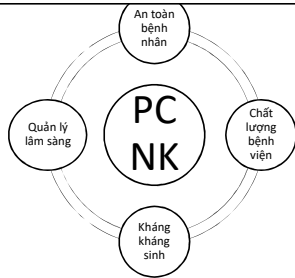 An toàn
bệnh
nhân
PC
NK
Quản lý
lâm sàng
Chất
lượng
bệnh
viện
Kháng
kháng
sinh